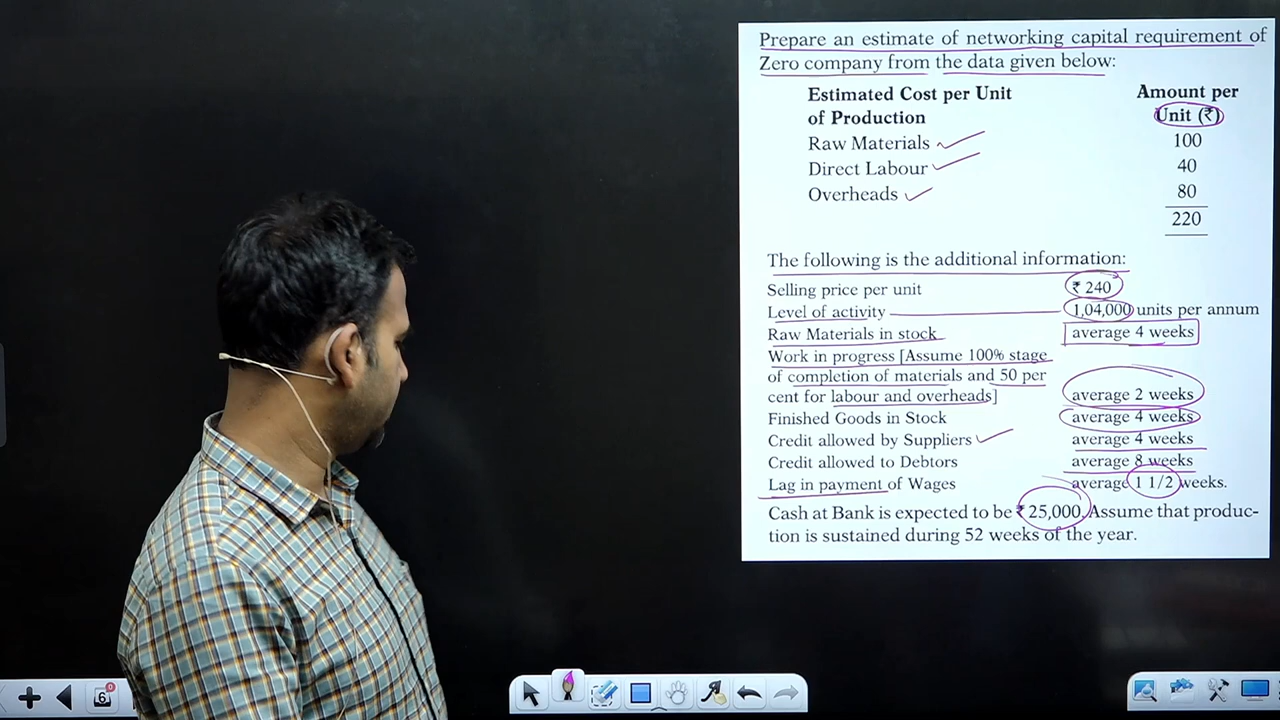 Prepare an estimate of networking capital requirement of
Zero company from the data given below:
Estimated Cost per Unit of Production Amount per Unit (₹)
Raw Materials 100
Direct Labour 40
Overheads 80
220
The following is the additional information:
Selling price per unit ₹ 240
Level of activity 1,04,000 units per annum
Raw Materials in stock average 4 weeks
Work in progress [Assume 100% stage
of completion of materials and 50 per
cent for labour and overheads] average 2 weeks
Finished Goods in Stock average 4 weeks
Credit allowed by Suppliers average 4 weeks
Credit allowed to Debtors average 8 weeks
Lag in payment of Wages average 1 1/2 weeks.
Cash at Bank is expected to be ₹ 25,000. Assume that produc-
tion is sustained during 52 weeks of the year.
6